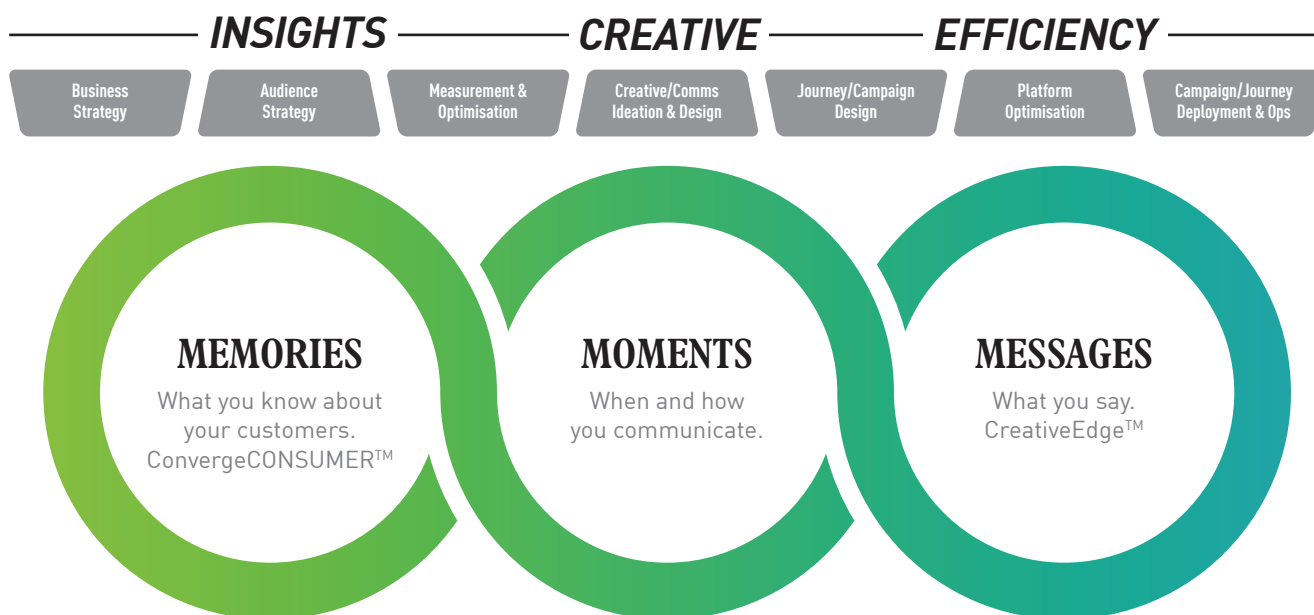 INSIGHTS
CREATIVE
EFFICIENCY
Business
Strategy
Audience
Strategy
Measurement &
Optimisation
Creative/Comms
Ideation & Design
Journey/Campaign
Design
Platform
Optimisation
Campaign/Journey
Deployment & Ops
MEMORIES
What you know about
your customers.
ConvergeCONSUMER™
MOMENTS
When and how
you communicate.
MESSAGES
What you say.
CreativeEdge™